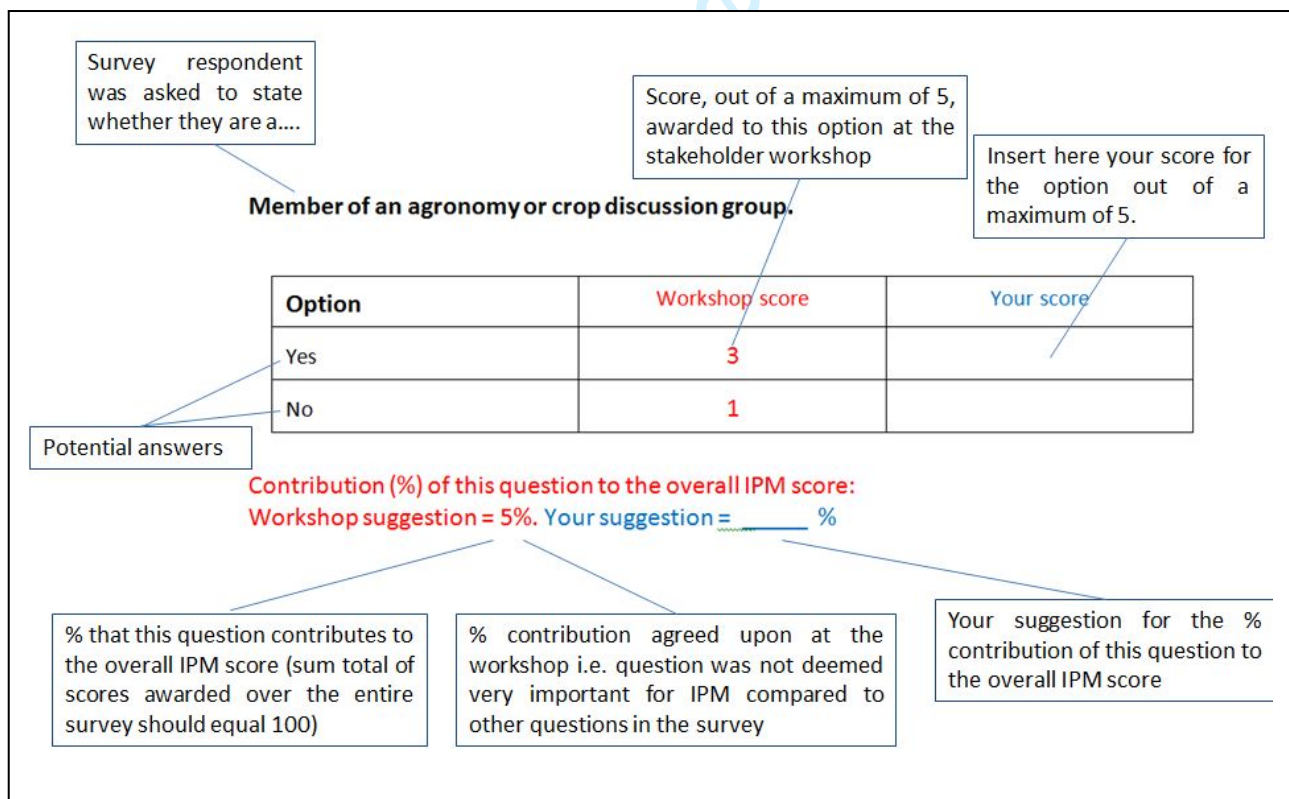 Survey respondent
was asked to state
whether they are a....
Score, out of a maximum of 5,
awarded to this option at the
stakeholder workshop
Insert here your score for
the option out of a
maximum of 5.
Member of an agronomy or crop discussion group.
Option Workshop score Your score
Yes 3
No 1
Potential answers
Contribution (%) of this question to the overall IPM score:
Workshop suggestion = 5%. Your suggestion = ______ %
% that this question contributes to
the overall IPM score (sum total of
scores awarded over the entire
survey should equal 100)
% contribution agreed upon at the
workshop i.e. question was not deemed
very important for IPM compared to
other questions in the survey
Your suggestion for the %
contribution of this question to
the overall IPM score